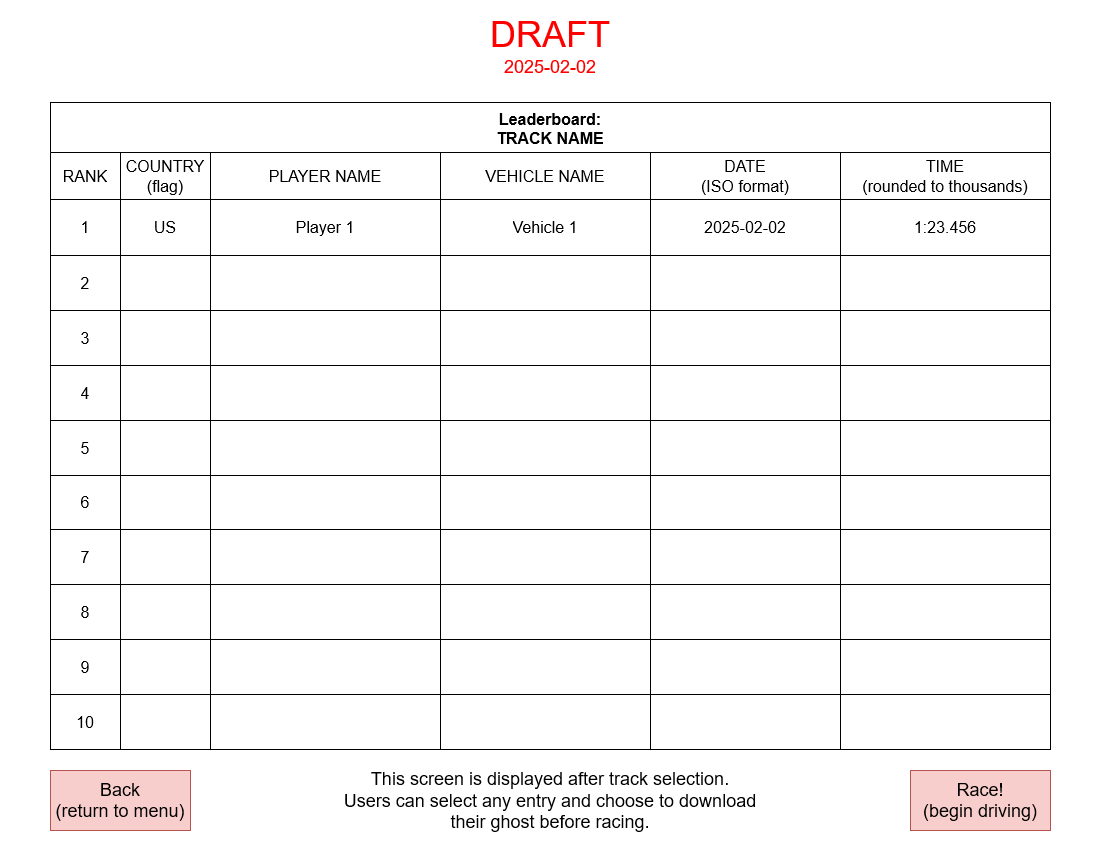 DRAFT
2025-02-02
Leaderboard:
TRACK NAME
RANK
COUNTRY
(flag)
PLAYER NAME
VEHICLE NAME
DATE
(ISO format)
TIME
(rounded to thousands)
1
US
Player 1
Vehicle 1
2025-02-02
1:23.456
2
3
4
5
6
7
8
9
10
Back
(return to menu)
This screen is displayed after track selection.
Users can select any entry and choose to download
their ghost before racing.
Race!
(begin driving)